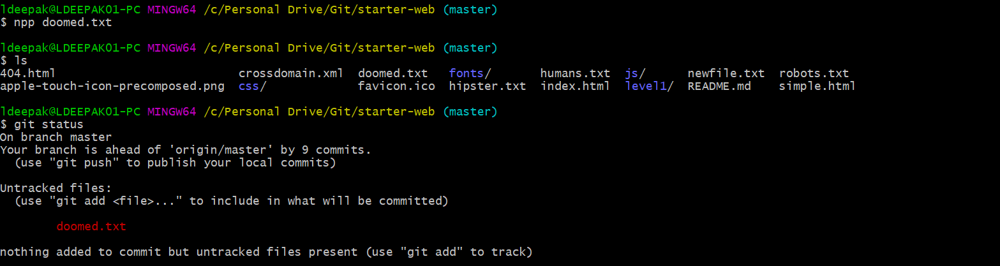 ldeepak@LDEEPAK01-PC MINGW64 /c/Personal Drive/Git/starter-web (master)
$ npp doomed.txt
ldeepak@LDEEPAK01-PC MINGW64 /c/Personal Drive/Git/starter-web (master)
$ ls
404.html crossdomain.xml doomed.txt fonts/ humans.txt js/ newfile.txt robots.txt
apple-touch-icon-precomposed.png css/ favicon.ico hipster.txt index.html level1/ README.md simple.html
ldeepak@LDEEPAK01-PC MINGW64 /c/Personal Drive/Git/starter-web (master)
$ git status
On branch master
Your branch is ahead of 'origin/master' by 9 commits.
(use "git push" to publish your local commits)
Untracked files:
(use "git add <file>..." to include in what will be committed)
doomed.txt
nothing added to commit but untracked files present (use "git add" to track)